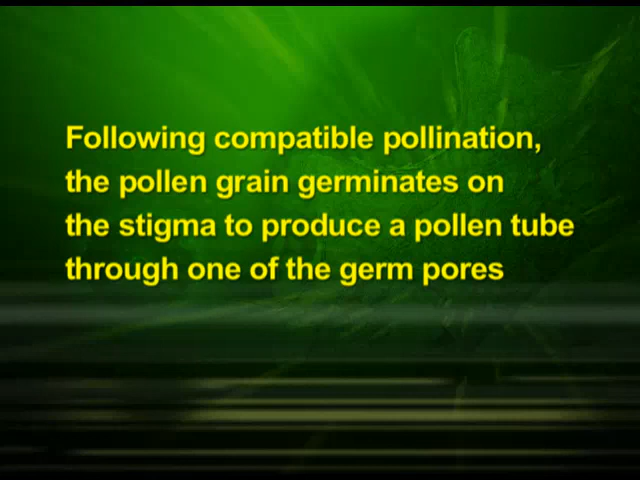 Following compatible pollination,
the pollen grain germinates on
the stigma to produce a pollen tube
through one of the germ pores